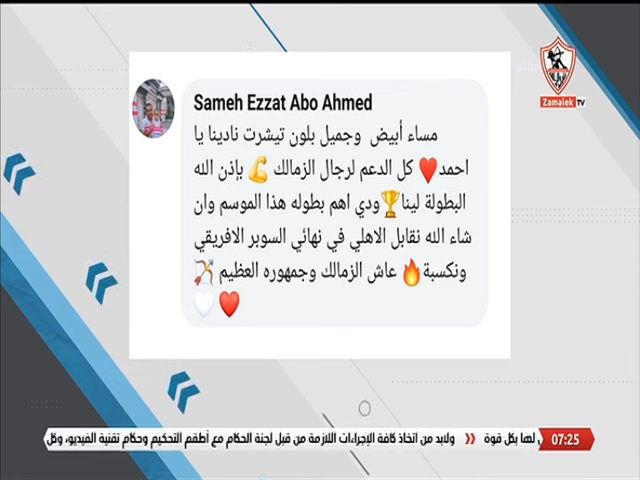 Zamalek TV
Sameh Ezzat Abo Ahmed
مساء أبيض وجميل بلون تيشرت نادينا يا
احمد❤️ كل الدعم لرجال الزمالك 💪 بإذن الله
البطولة لينا🏆ودي اهم بطوله هذا الموسم وان
شاء الله نقابل الاهلي في نهائي السوبر الافريقي
ونكسبة🔥 عاش الزمالك وجمهوره العظيم 🏹
❤️🤍
لها بكل قوة » ولابد من اتخاذ كافة الإجراءات اللازمة من قبل لجنة الحكام مع أطقم التحكيم وحكام تقنية الفيديو، وكل
07:25